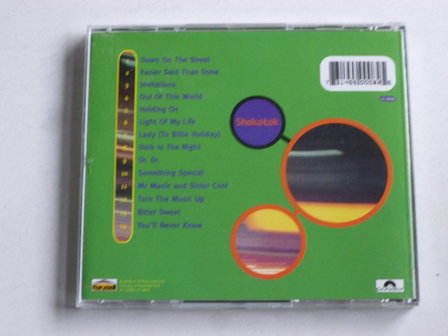 Down On The Street
2 Easier Said Than Done
3 Invitations
4 Out Of This World
5 Holding On
6 Light Of My Life
Lady (To Billie Holiday)
8 Dark Is The Night
9 Dr. Dr.
10 Something Special
11 Mr Manic and Sister Cool
12 Turn The Music Up
13 Bitter Sweet
14 You'll Never Know
Shakatak